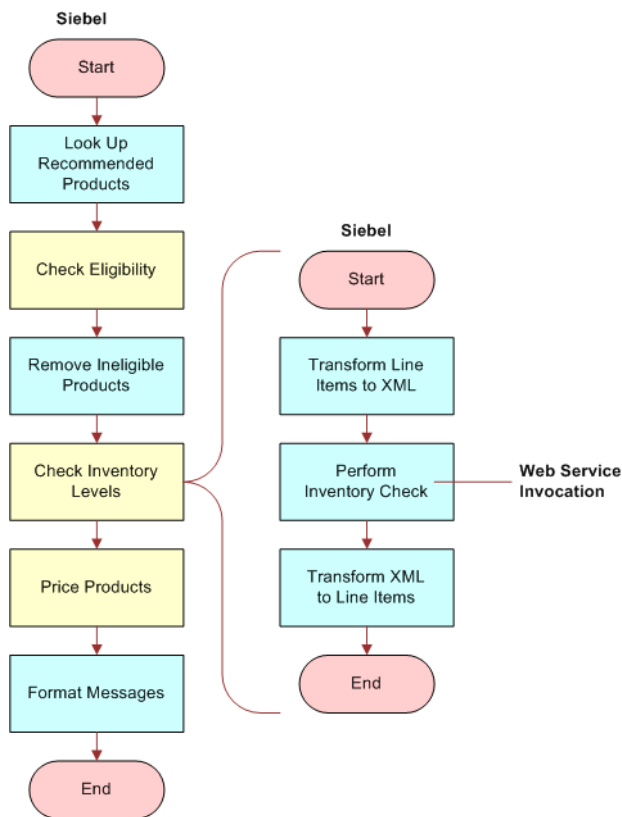 Siebel
Start
Look Up
Recommended
Products
Check Eligibility
Remove Ineligible
Products
Check Inventory
Levels
Price Products
Format Messages
End
Siebel
Start
Transform Line
Items to XML
Perform
Inventory Check
Web Service
Invocation
Transform XML
to Line Items
End